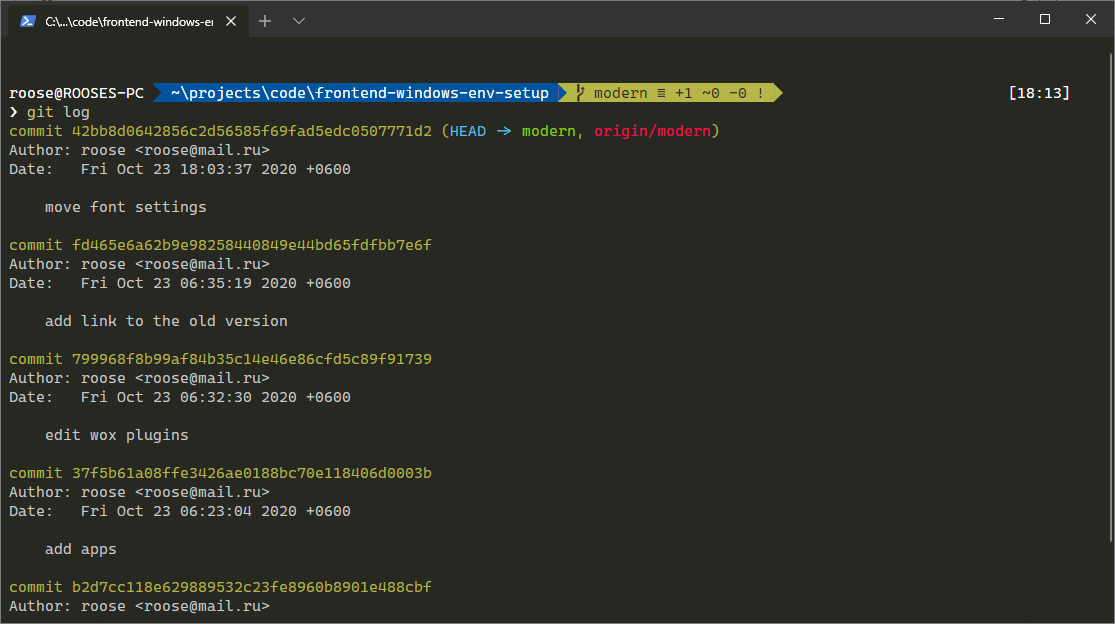 C:\...\code\frontend-windows-en
roose@ROOSES-PC ~\projects\code\frontend-windows-env-setup modern ≡ +1 ~0 -0 ! [18:13]
❯ git log
commit 42bb8d0642856c2d56585f69fad5edc0507771d2 (HEAD -> modern, origin/modern)
Author: roose <roose@mail.ru>
Date:   Fri Oct 23 18:03:37 2020 +0600
move font settings
commit fd465e6a62b9e98258440849e44bd65fdfbb7e6f
Author: roose <roose@mail.ru>
Date:   Fri Oct 23 06:35:19 2020 +0600
add link to the old version
commit 799968f8b99af84b35c14e46e86cfd5c89f91739
Author: roose <roose@mail.ru>
Date:   Fri Oct 23 06:32:30 2020 +0600
edit wox plugins
commit 37f5b61a08ffe3426ae0188bc70e118406d0003b
Author: roose <roose@mail.ru>
Date:   Fri Oct 23 06:23:04 2020 +0600
add apps
commit b2d7cc118e629889532c23fe8960b8901e488cbf
Author: roose <roose@mail.ru>